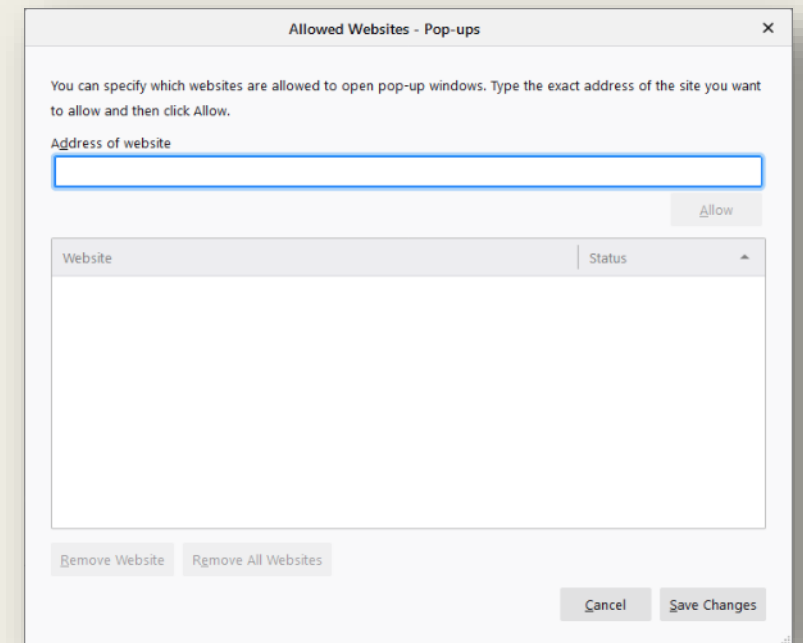 Allowed Websites - Pop-ups
You can specify which websites are allowed to open pop-up windows. Type the exact address of the site you want
to allow and then click Allow.
Address of website
Allow
Website Status
Remove Website Remove All Websites
Cancel Save Changes